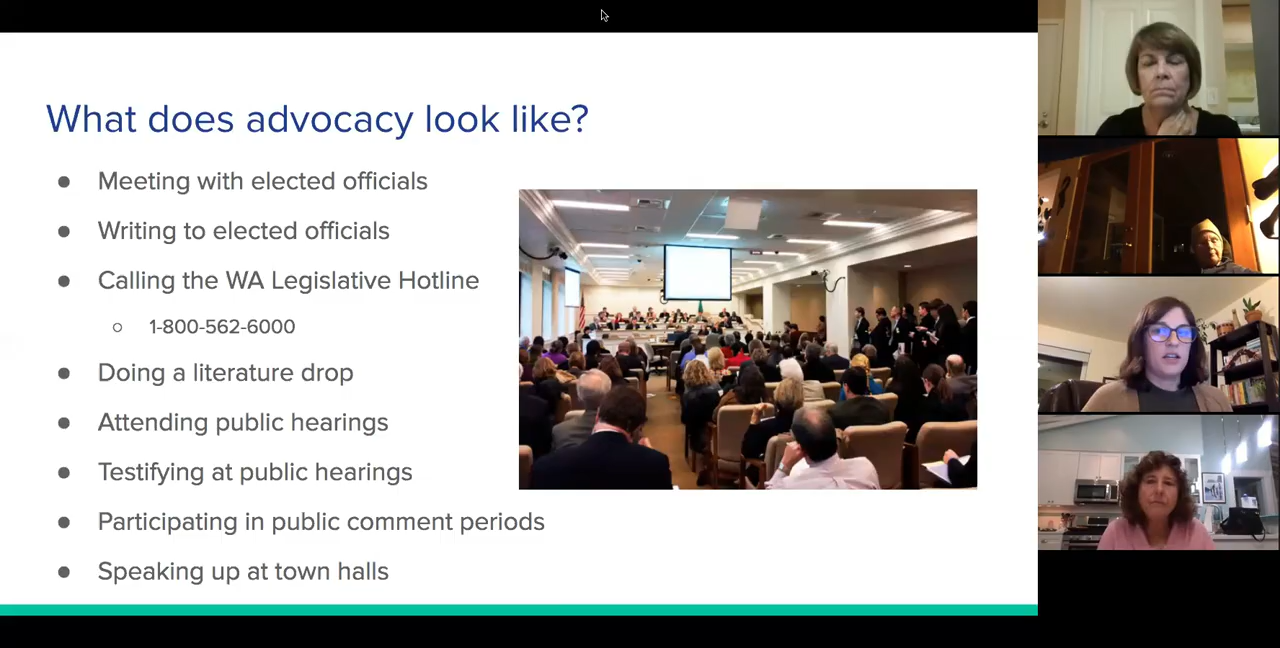 What does advocacy look like?
● Meeting with elected officials
● Writing to elected officials
● Calling the WA Legislative Hotline
○ 1-800-562-6000
● Doing a literature drop
● Attending public hearings
● Testifying at public hearings
● Participating in public comment periods
● Speaking up at town halls